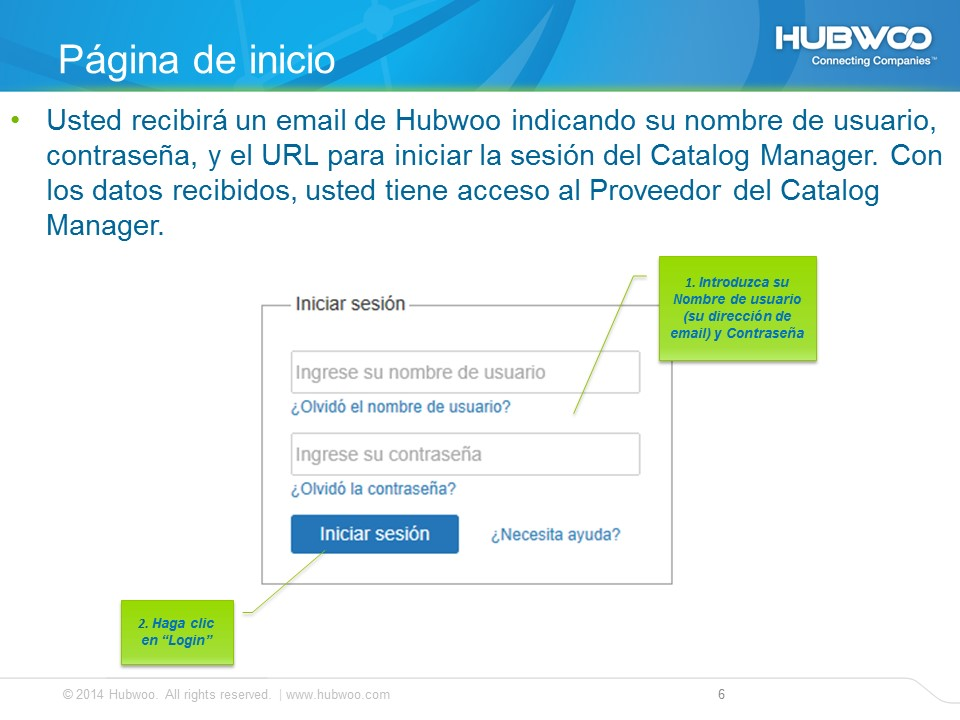 Página de inicio
HUBWOO
Connecting Companies™
• Usted recibirá un email de Hubwoo indicando su nombre de usuario,
contraseña, y el URL para iniciar la sesión del Catalog Manager. Con
los datos recibidos, usted tiene acceso al Proveedor del Catalog
Manager.
1. Introduzca su
Nombre de usuario
(su dirección de
email) y Contraseña
Iniciar sesión
Ingrese su nombre de usuario
¿Olvidó el nombre de usuario?
Ingrese su contraseña
¿Olvidó la contraseña?
Iniciar sesión
¿Necesita ayuda?
2. Haga clic
en “Login”
© 2014 Hubwoo. All rights reserved. | www.hubwoo.com
6